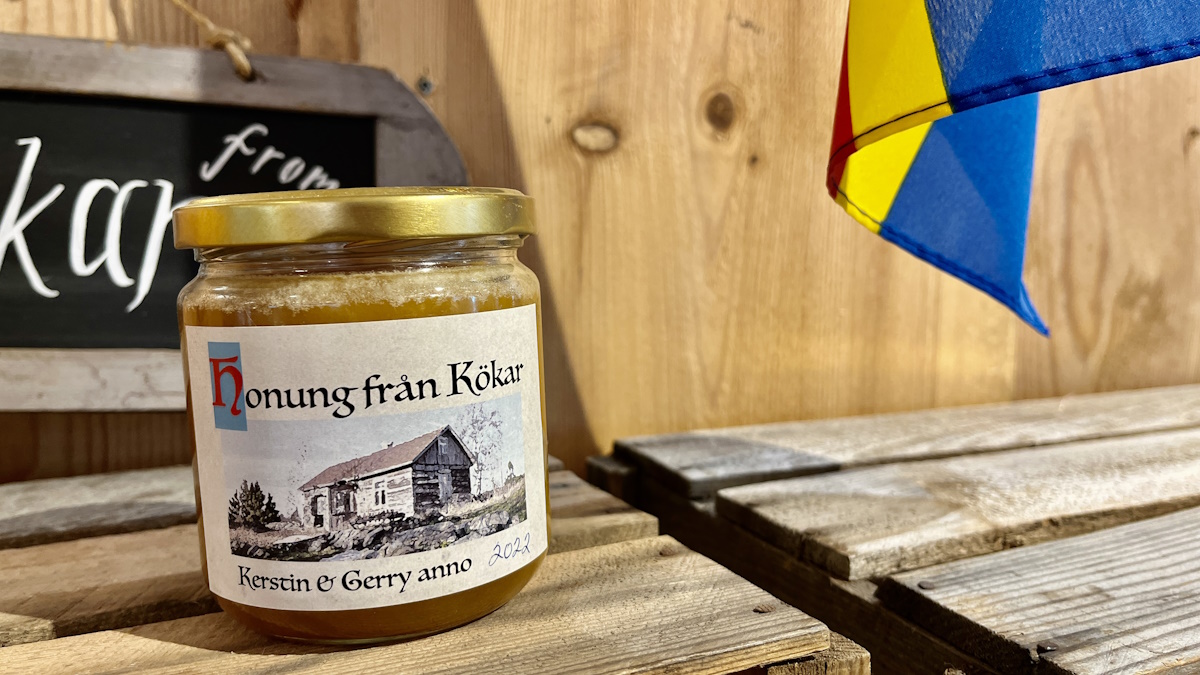 from
kar
Honung från Kökar
Kerstin & Gerry anno 2022